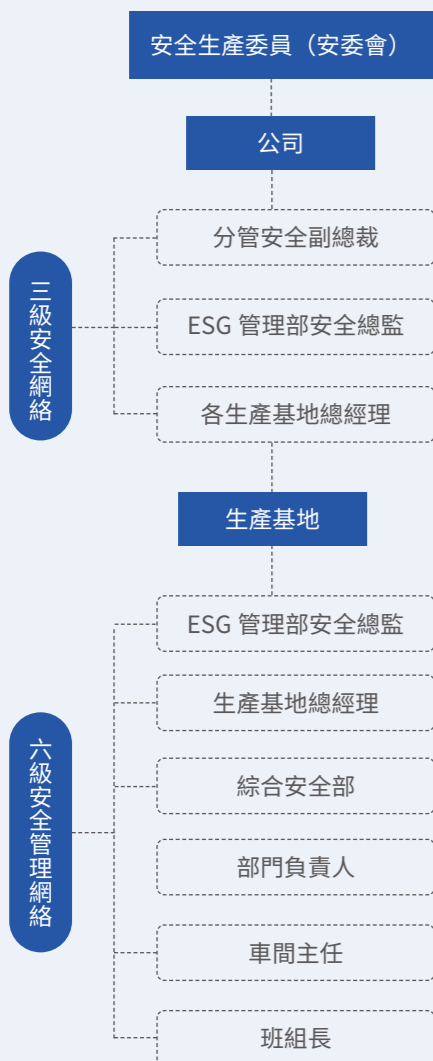 安全生產委員（安委會）
公司
三級安全網絡
分管安全副總裁
ESG 管理部安全總監
各生產基地總經理
生產基地
六級安全管理網絡
ESG 管理部安全總監
生產基地總經理
綜合安全部
部門負責人
車間主任
班組長